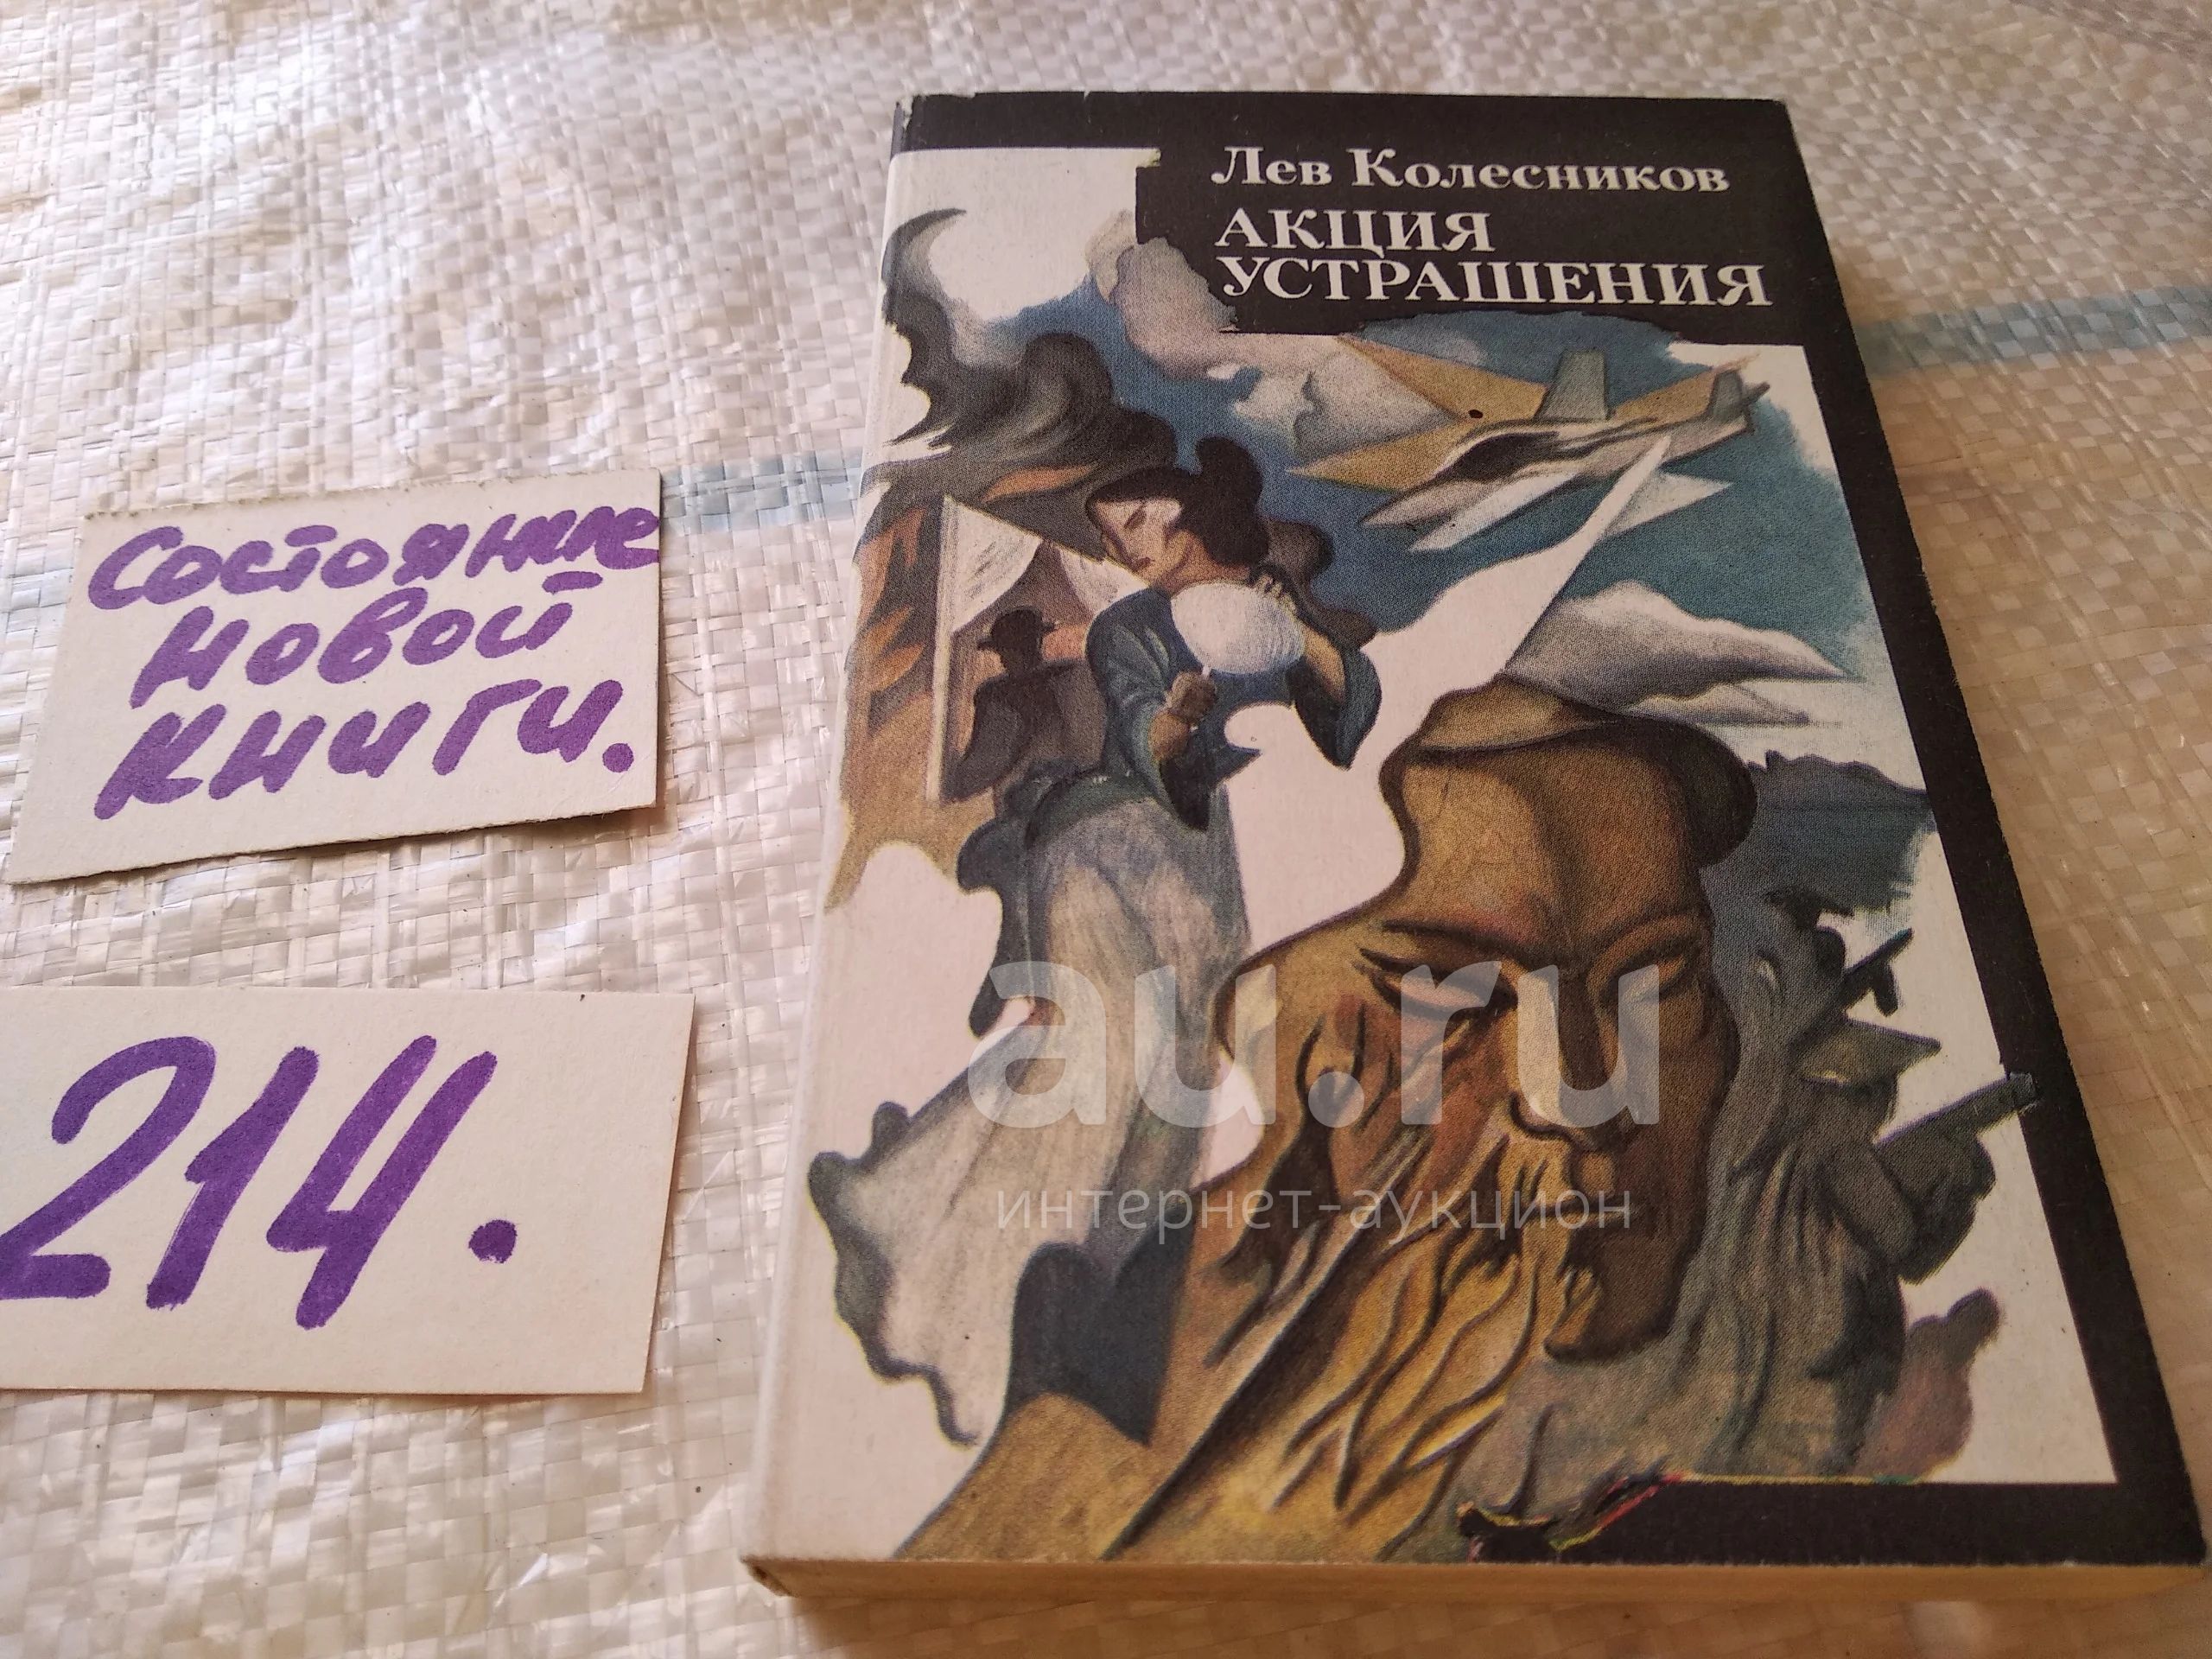 Лев Колесников
АКЦИЯ
УСТРАШЕНИЯ
Состояние
новой
книги.
214.
au.ru
интернет-аукцион